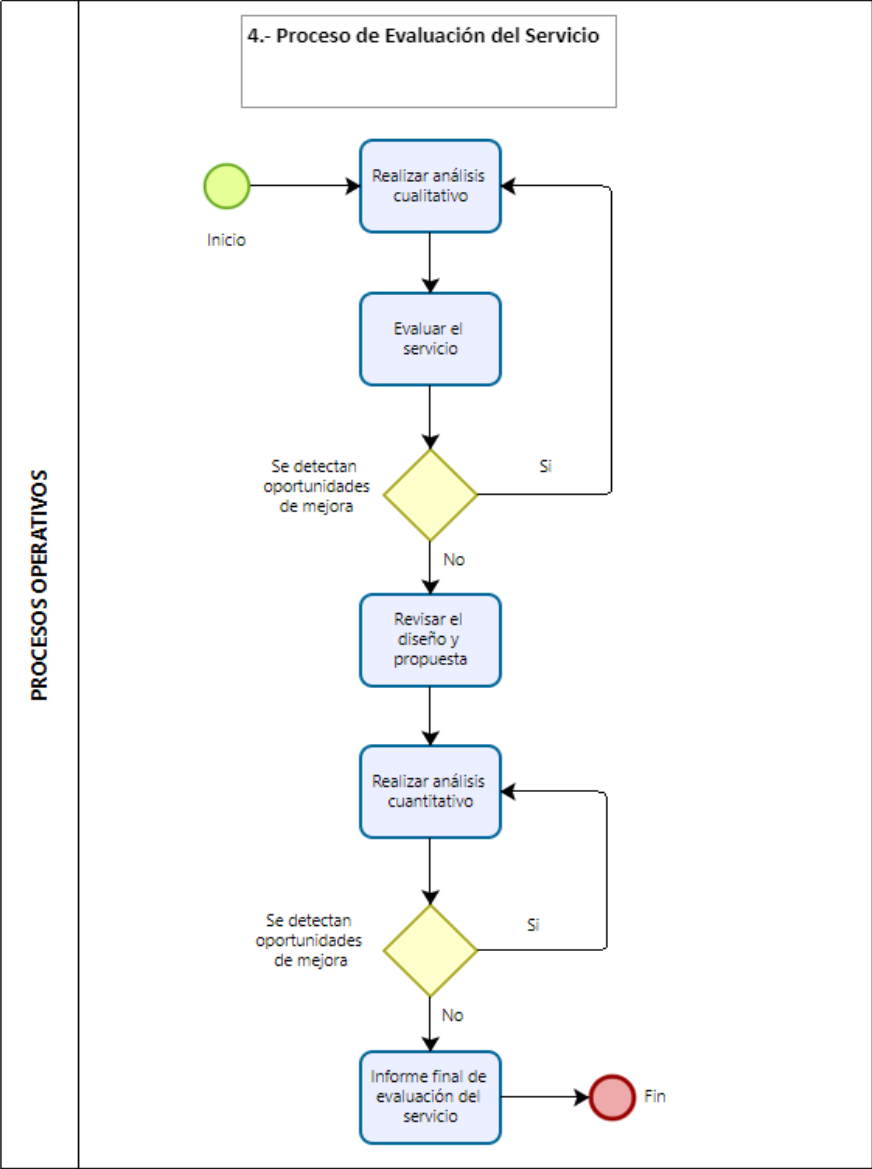 4.- Proceso de Evaluación del Servicio
PROCESOS OPERATIVOS
Inicio
Realizar análisis
cualitativo
Evaluar el
servicio
Se detectan
oportunidades
de mejora
Si
No
Revisar el
diseño y
propuesta
Realizar análisis
cuantitativo
Se detectan
oportunidades
de mejora
Si
No
Informe final de
evaluación del
servicio
Fin